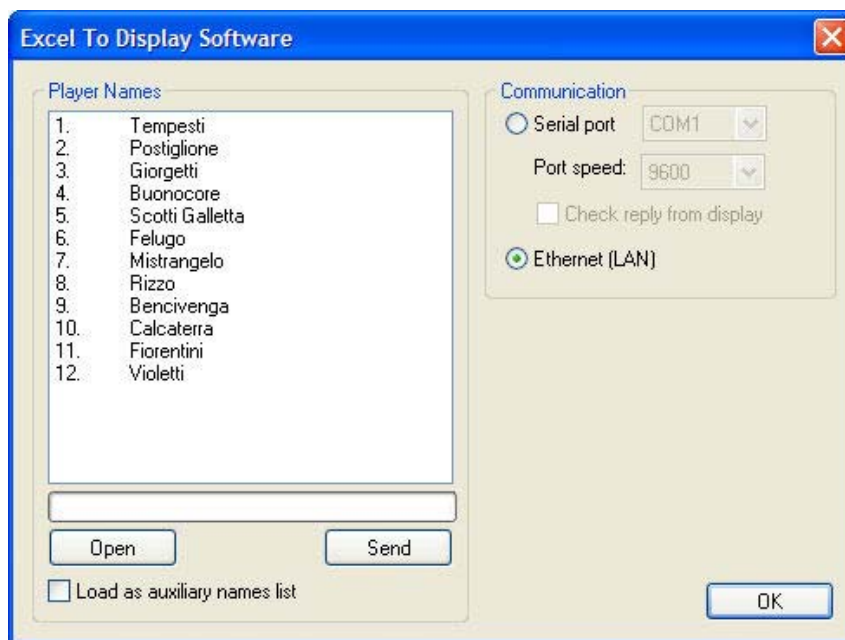 Excel To Display Software
Player Names
1. Tempesti
2. Postiglione
3. Giorgetti
4. Buonocore
5. Scotti Galletta
6. Felugo
7. Mistrangelo
8. Rizzo
9. Bencivenga
10. Calcaterra
11. Fiorentini
12. Violetti
Open Send
Load as auxiliary names list
Communication
Serial port COM1
Port speed: 9600
Check reply from display
Ethernet (LAN)
OK